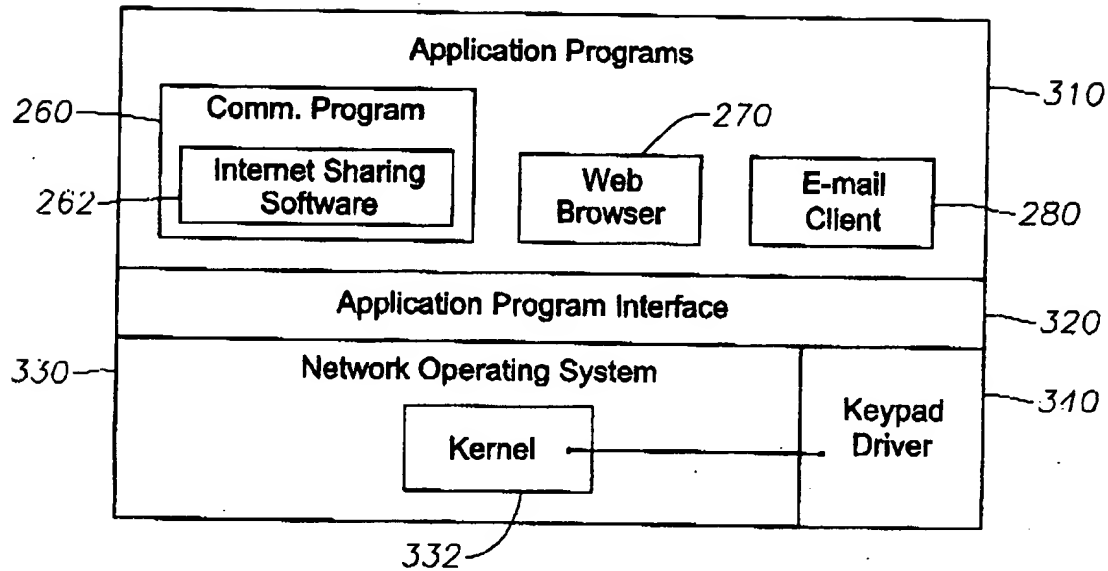 Application Programs
310
260
Comm. Program
270
Internet Sharing
Software
262
Web
Browser
E-mail
Client
280
Application Program Interface
320
330
Network Operating System
340
Keypad
Driver
Kernel
332